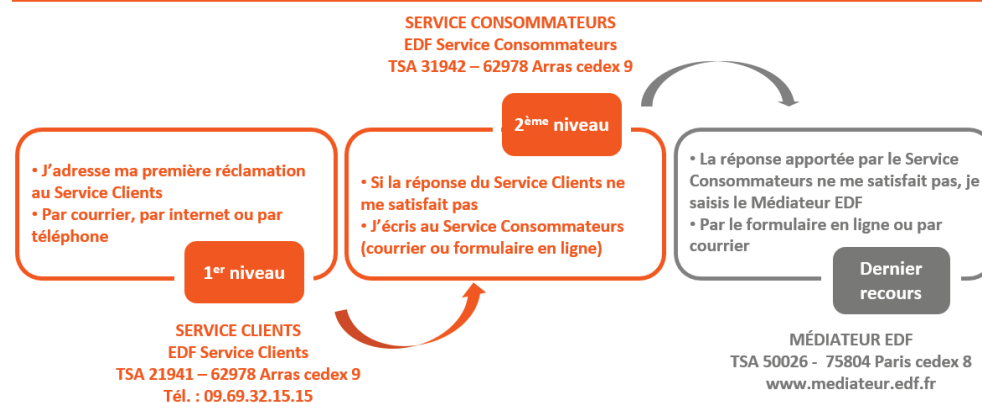 SERVICE CONSOMMATEURS
EDF Service Consommateurs
TSA 31942 – 62978 Arras cedex 9
• J’adresse ma première réclamation
au Service Clients
• Par courrier, par internet ou par
téléphone
1er niveau
SERVICE CLIENTS
EDF Service Clients
TSA 21941 – 62978 Arras cedex 9
Tél. : 09.69.32.15.15
2ème niveau
• Si la réponse du Service Clients ne
me satisfait pas
• J’écris au Service Consommateurs
(courrier ou formulaire en ligne)
• La réponse apportée par le Service
Consommateurs ne me satisfait pas, je
saisis le Médiateur EDF
• Par le formulaire en ligne ou par
courrier
Dernier
recours
MÉDIATEUR EDF
TSA 50026 - 75804 Paris cedex 8
www.mediateur.edf.fr